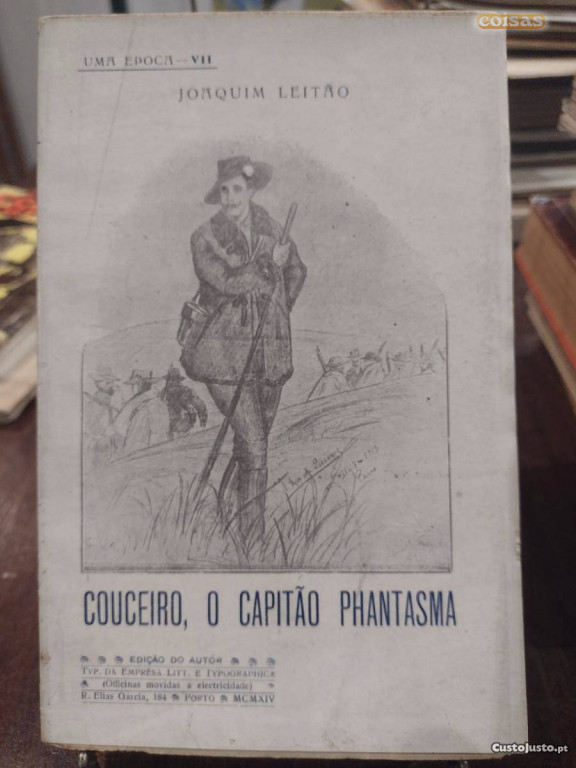 coisas
UMA EPOCA—VII
JOAQUIM LEITÃO
COUCEIRO, O CAPITÃO PHANTASMA
EDIÇÃO DO AUTÓR
TYP. DA EMPRÊSA LITT. E TYPOGRAPHICA
(Officinas movidas a electricidade)
R. Elias Garcia, 184 PORTO MCMXIV
CustoJusto.pt